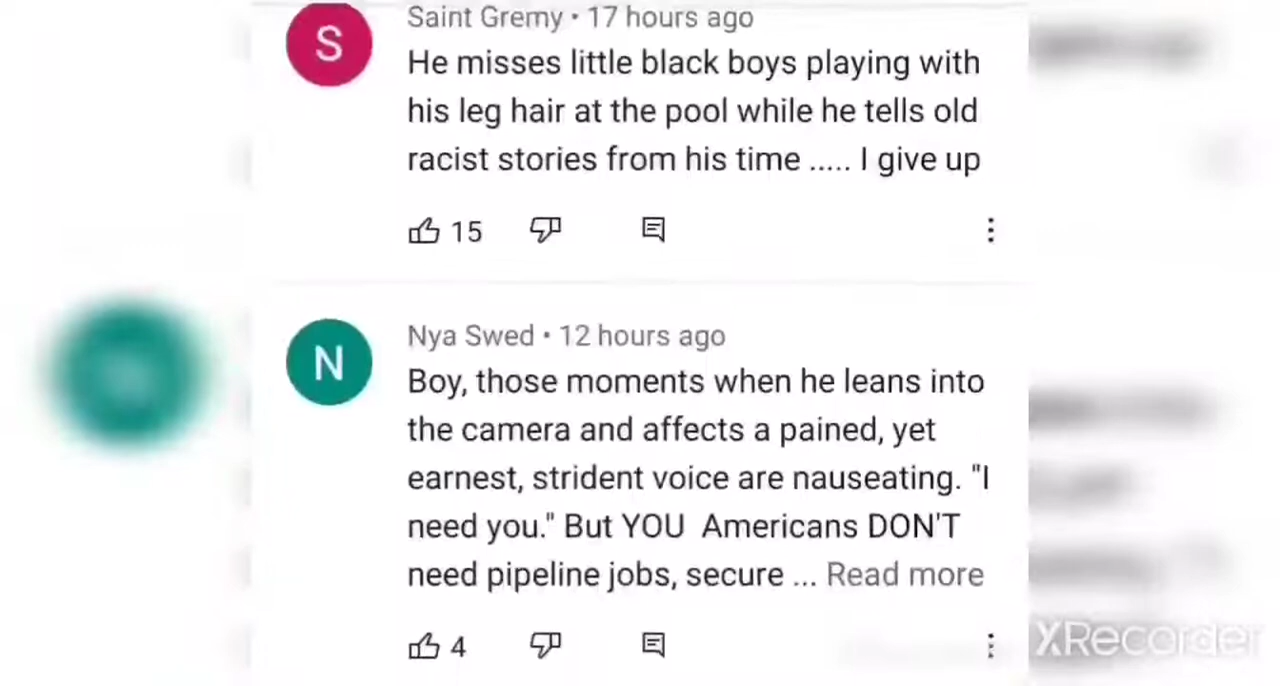 S
Saint Gremy • 17 hours ago
He misses little black boys playing with
his leg hair at the pool while he tells old
racist stories from his time ..... I give up
15
N
Nya Swed • 12 hours ago
Boy, those moments when he leans into
the camera and affects a pained, yet
earnest, strident voice are nauseating. "I
need you." But YOU  Americans DON'T
need pipeline jobs, secure ... Read more
4
XRecorder